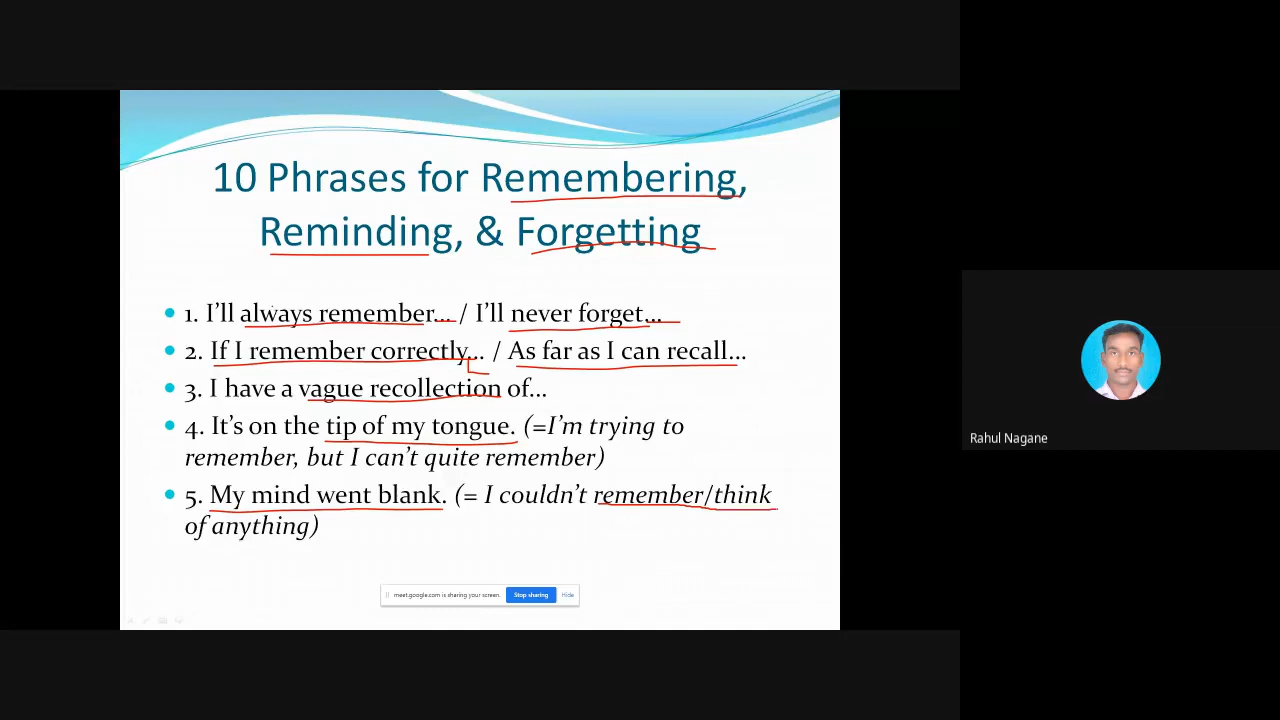 10 Phrases for Remembering,
Reminding, & Forgetting
1. I'll always remember... / I'll never forget...
2. If I remember correctly... / As far as I can recall...
3. I have a vague recollection of...
4. It's on the tip of my tongue. (=I'm trying to
remember, but I can't quite remember)
5. My mind went blank. (= I couldn't remember/think
of anything)
meet.google.com is sharing your screen. Stop sharing Hide
Rahul Nagane